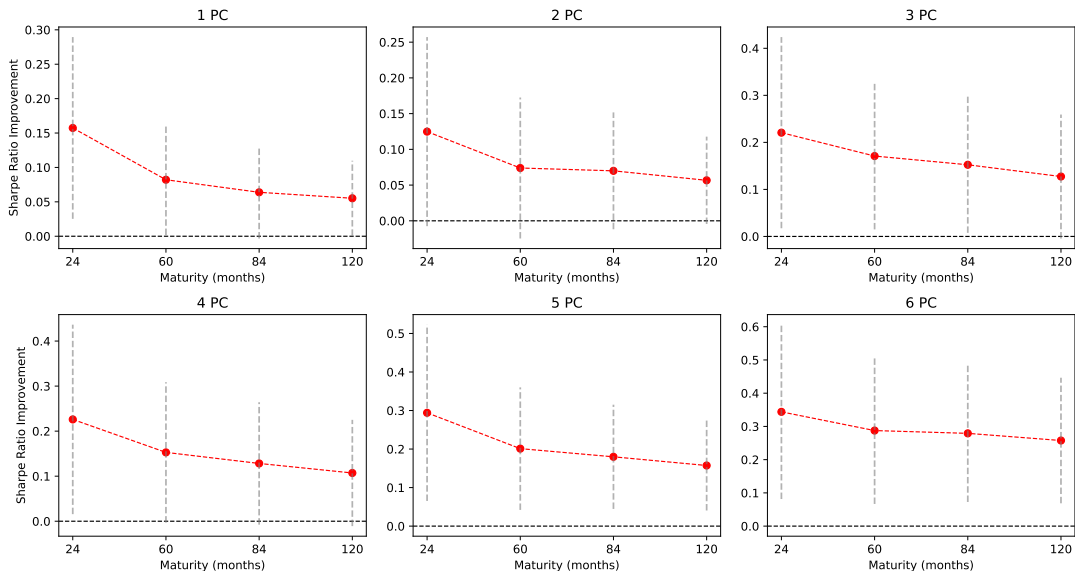 1 PC
2 PC
3 PC
Sharpe Ratio Improvement
0.30
0.25
0.20
0.15
0.10
0.05
0.00
0.25
0.20
0.15
0.10
0.05
0.00
0.4
0.3
0.2
0.1
0.0
24 60 84 120
24 60 84 120
24 60 84 120
Maturity (months)
Maturity (months)
Maturity (months)
4 PC
5 PC
6 PC
Sharpe Ratio Improvement
0.4
0.3
0.2
0.1
0.0
0.5
0.4
0.3
0.2
0.1
0.0
0.6
0.5
0.4
0.3
0.2
0.1
0.0
24 60 84 120
24 60 84 120
24 60 84 120
Maturity (months)
Maturity (months)
Maturity (months)